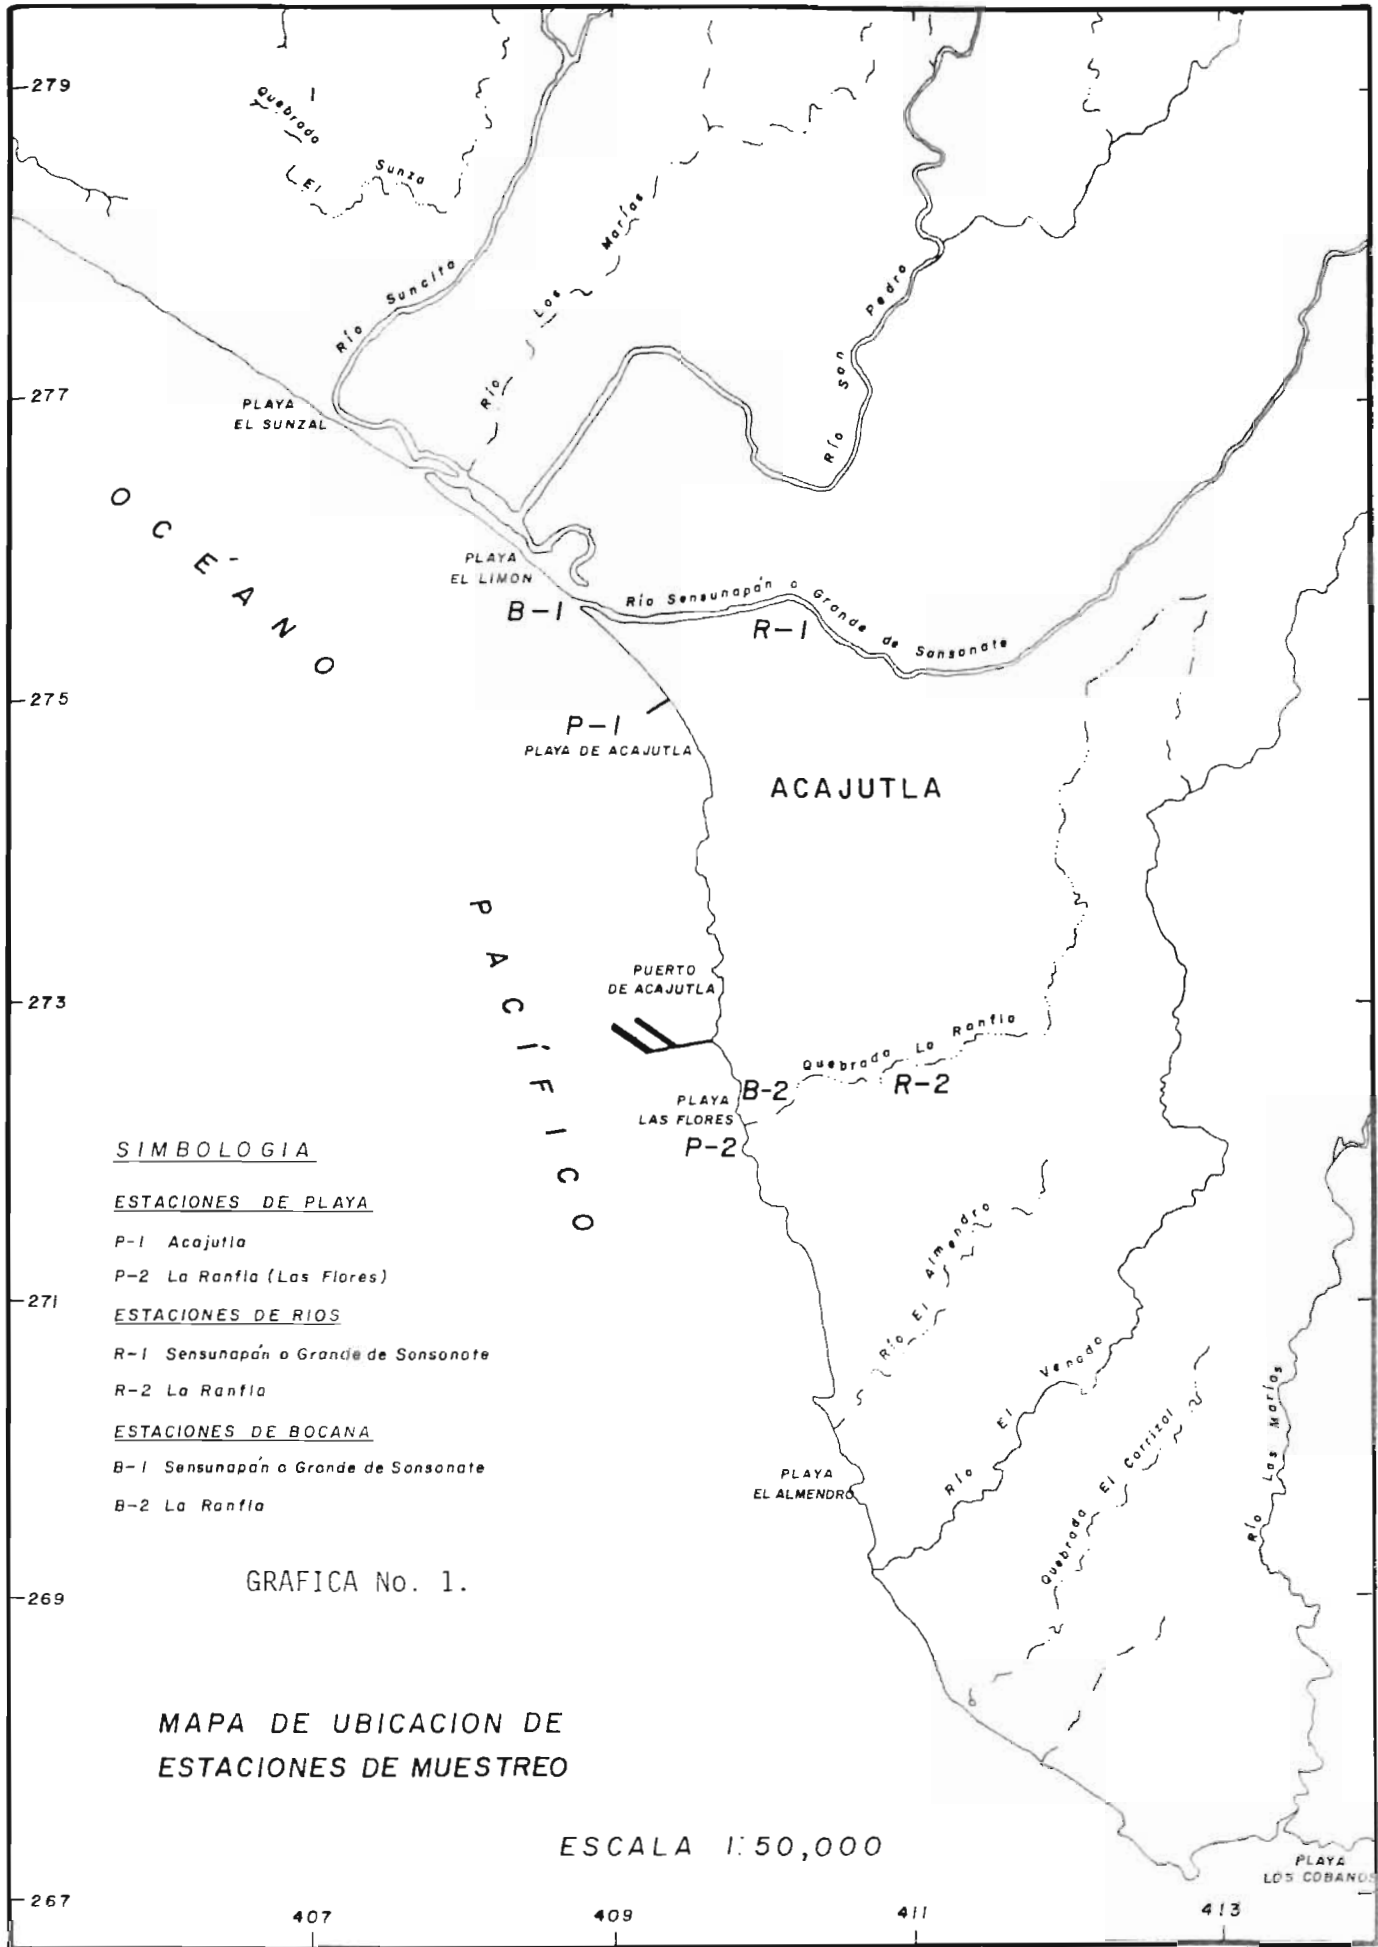 279
Quebrada
El Sunza
Río Suncita
Río Los Marías
Río San Pedro
277
PLAYA
EL SUNZAL
OCÉANO
PLAYA
EL LIMON
B-1
Río Sensunapán o Grande de Sonsonate
R-1
275
P-1
PLAYA DE ACAJUTLA
ACAJUTLA
PACÍFICO
PUERTO
DE ACAJUTLA
273
Quebrada La Ranfla
B-2
R-2
PLAYA
LAS FLORES
P-2
SIMBOLOGIA
ESTACIONES DE PLAYA
P-1 Acajutla
P-2 La Ranfla (Las Flores)
271
ESTACIONES DE RIOS
R-1 Sensunapán o Grande de Sonsonate
R-2 La Ranfla
ESTACIONES DE BOCANA
B-1 Sensunapán o Grande de Sonsonate
B-2 La Ranfla
Río El Almendro
Río El Venado
Quebrada El Carrizal
Río Las Marías
PLAYA
EL ALMENDRO
GRAFICA No. 1.
269
MAPA DE UBICACION DE
ESTACIONES DE MUESTREO
ESCALA 1:50,000
PLAYA
LOS COBANOS
267
407
409
411
413